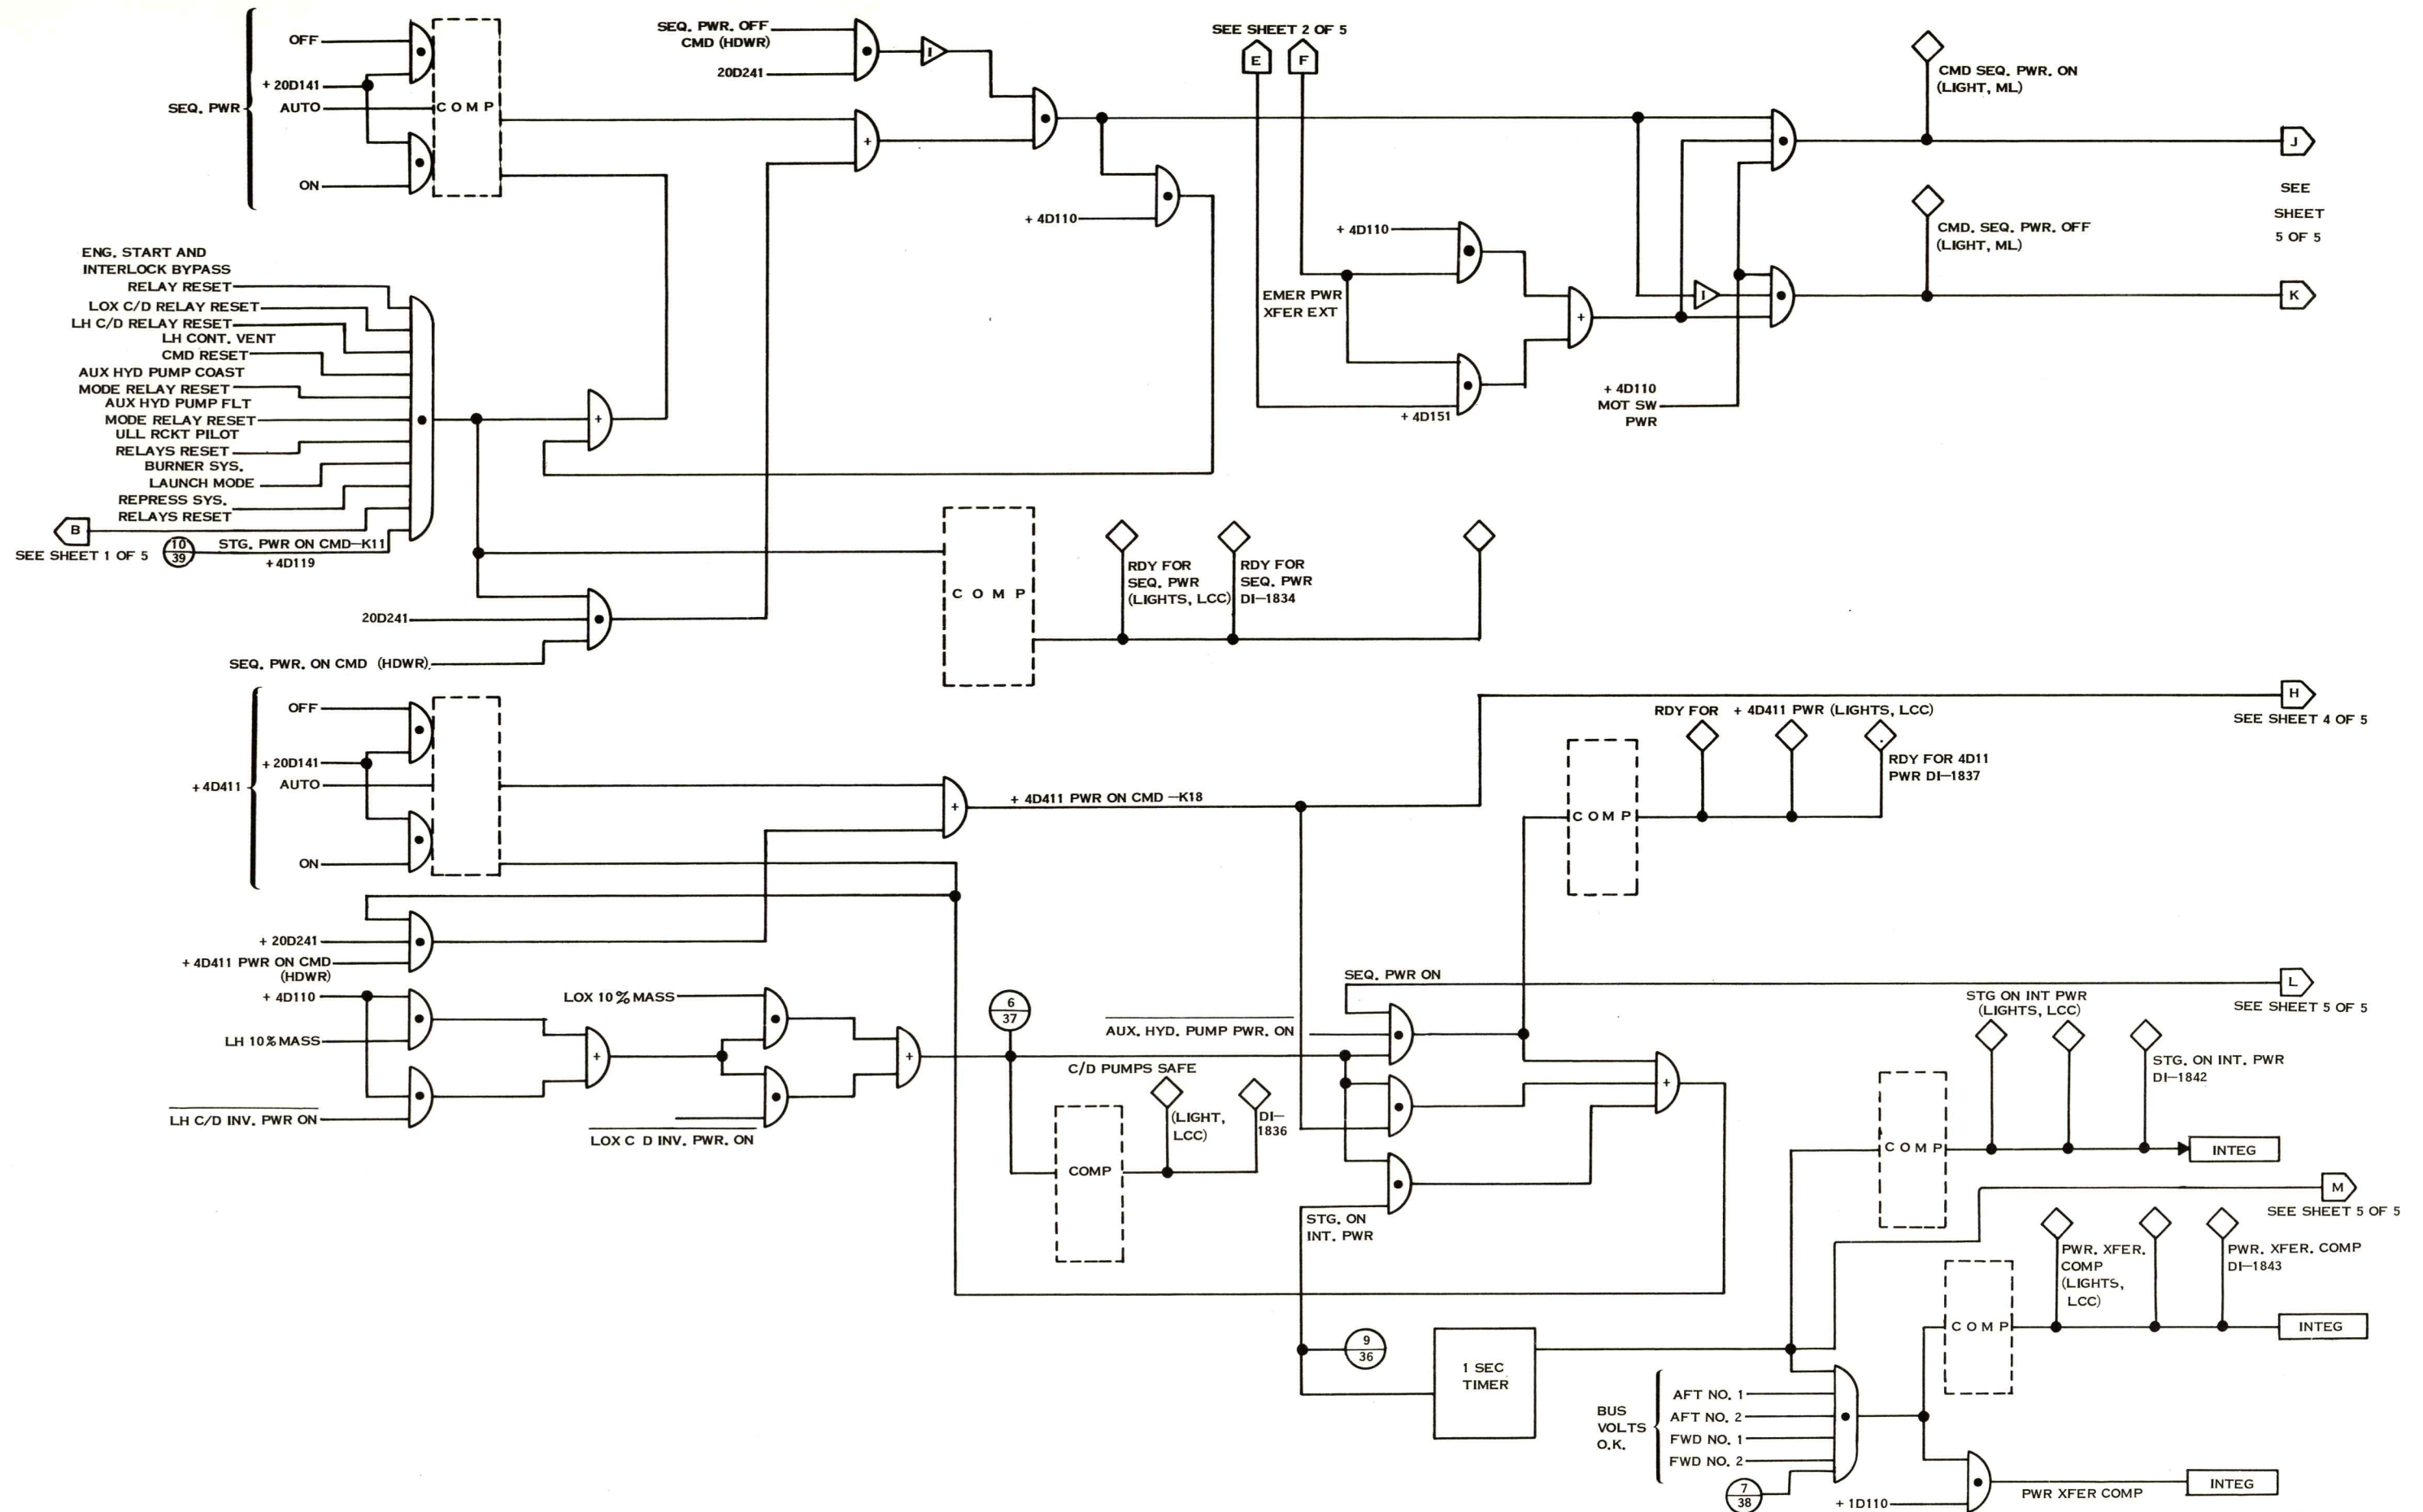 SEQ. PWR
OFF
+ 20D141
AUTO
ON
COMP
SEQ. PWR. OFF
CMD (HDWR)
20D241
I
+ 4D110
SEE SHEET 2 OF 5
E
F
+ 4D110
EMER PWR
XFER EXT
+ 4D151
+ 4D110
MOT SW
PWR
I
CMD SEQ. PWR. ON
(LIGHT, ML)
J
SEE
SHEET
5 OF 5
CMD. SEQ. PWR. OFF
(LIGHT, ML)
K
ENG. START AND
INTERLOCK BYPASS
RELAY RESET
LOX C/D RELAY RESET
LH C/D RELAY RESET
LH CONT. VENT
CMD RESET
AUX HYD PUMP COAST
MODE RELAY RESET
AUX HYD PUMP FLT
MODE RELAY RESET
ULL RCKT PILOT
RELAYS RESET
BURNER SYS.
LAUNCH MODE
REPRESS SYS.
RELAYS RESET
B
SEE SHEET 1 OF 5
10
39
STG. PWR ON CMD—K11
+4D119
20D241
SEQ. PWR. ON CMD (HDWR).
COMP
RDY FOR
SEQ. PWR
(LIGHTS, LCC)
RDY FOR
SEQ. PWR
DI—1834
+ 4D411
OFF
+ 20D141
AUTO
ON
+ 4D411 PWR ON CMD —K18
H
SEE SHEET 4 OF 5
RDY FOR + 4D411 PWR (LIGHTS, LCC)
COMP
RDY FOR 4D11
PWR DI—1837
+ 20D241
+ 4D411 PWR ON CMD
(HDWR)
+ 4D110
LH 10% MASS
LH C/D INV. PWR ON
LOX 10% MASS
LOX C D INV. PWR. ON
6
37
C/D PUMPS SAFE
(LIGHT,
LCC)
DI—
1836
COMP
SEQ. PWR ON
AUX. HYD. PUMP PWR. ON
L
SEE SHEET 5 OF 5
STG. ON
INT. PWR
STG ON INT PWR
(LIGHTS, LCC)
STG. ON INT. PWR
DI—1842
COMP
INTEG
M
SEE SHEET 5 OF 5
PWR. XFER.
COMP
(LIGHTS,
LCC)
PWR. XFER. COMP
DI—1843
COMP
INTEG
9
36
1 SEC
TIMER
BUS
VOLTS
O.K.
AFT NO. 1
AFT NO. 2
FWD NO. 1
FWD NO. 2
7
38
+ 1D110
PWR XFER COMP
INTEG